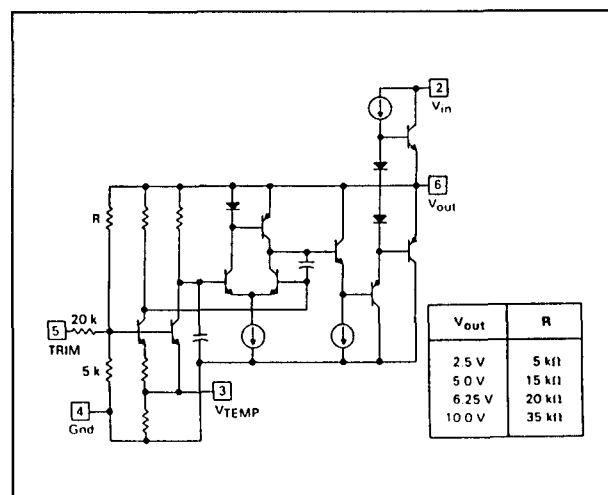 2
Vin
6
Vout
R
5
20 k
TRIM
5 k
3
VTEMP
4
Gnd
Vout R
2.5 V 5 kΩ
5.0 V 15 kΩ
6.25 V 20 kΩ
10.0 V 35 kΩ